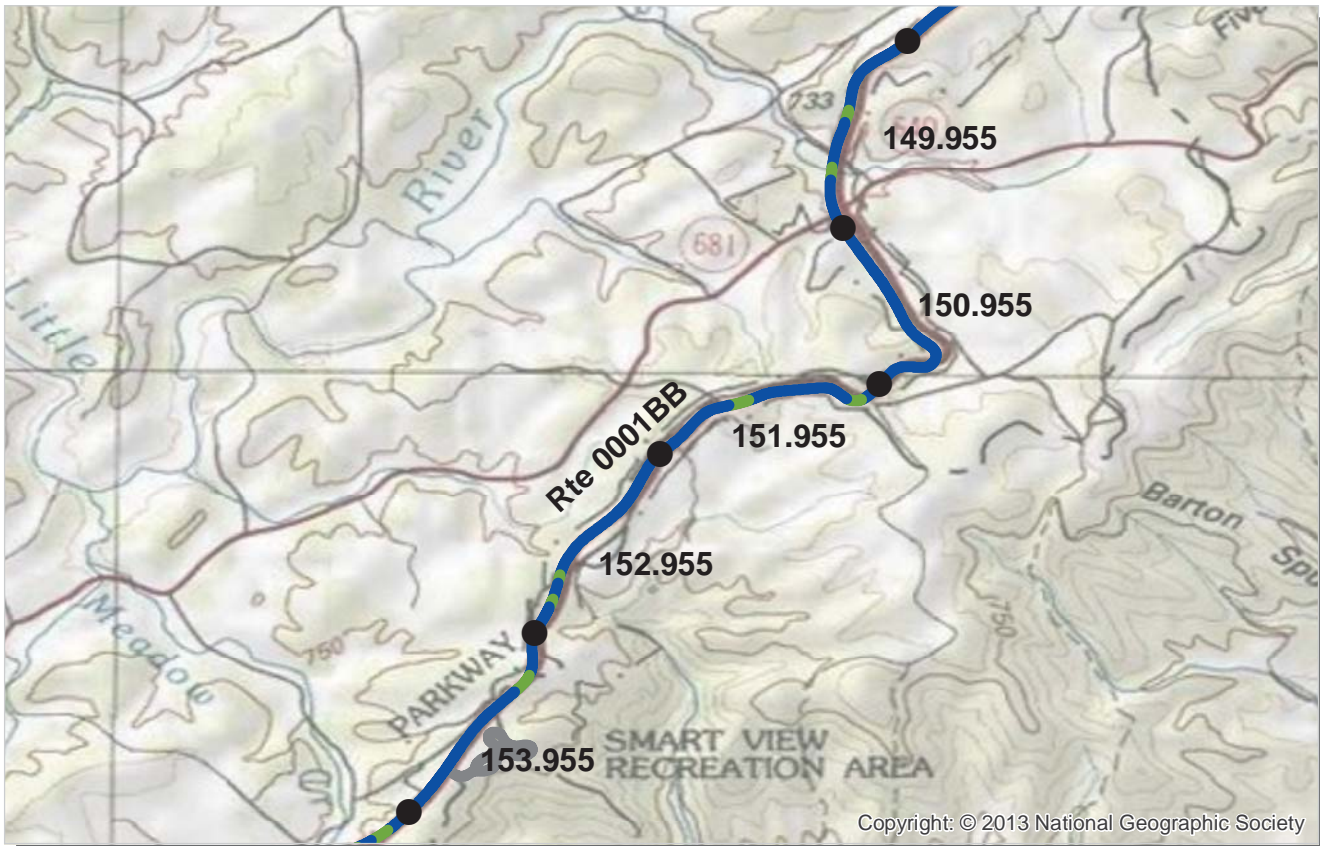 Five
733
640
149.955
River
681
150.955
Little
Rte 0001BB
151.955
Barton
Spu
152.955
Meadow
750
750
PARKWAY
153.955
SMART VIEW
RECREATION AREA
Copyright: © 2013 National Geographic Society